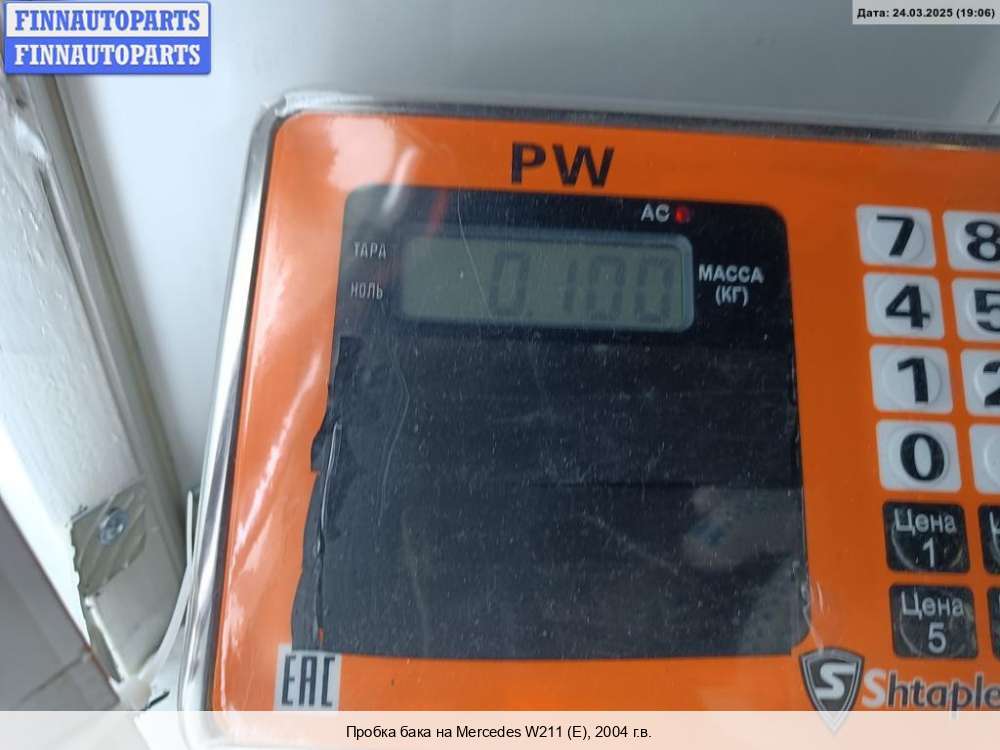 FINNAUTOPARTS
FINNAUTOPARTS
Дата: 24.03.2025 (19:06)
PW
AC
ТАРА
НОЛЬ
0.100
МАССА
(КГ)
7 8
4 5
1 2
0
Цена
1
Цена
5
EAC
S Shtaple
Пробка бака на Mercedes W211 (E), 2004 г.в.